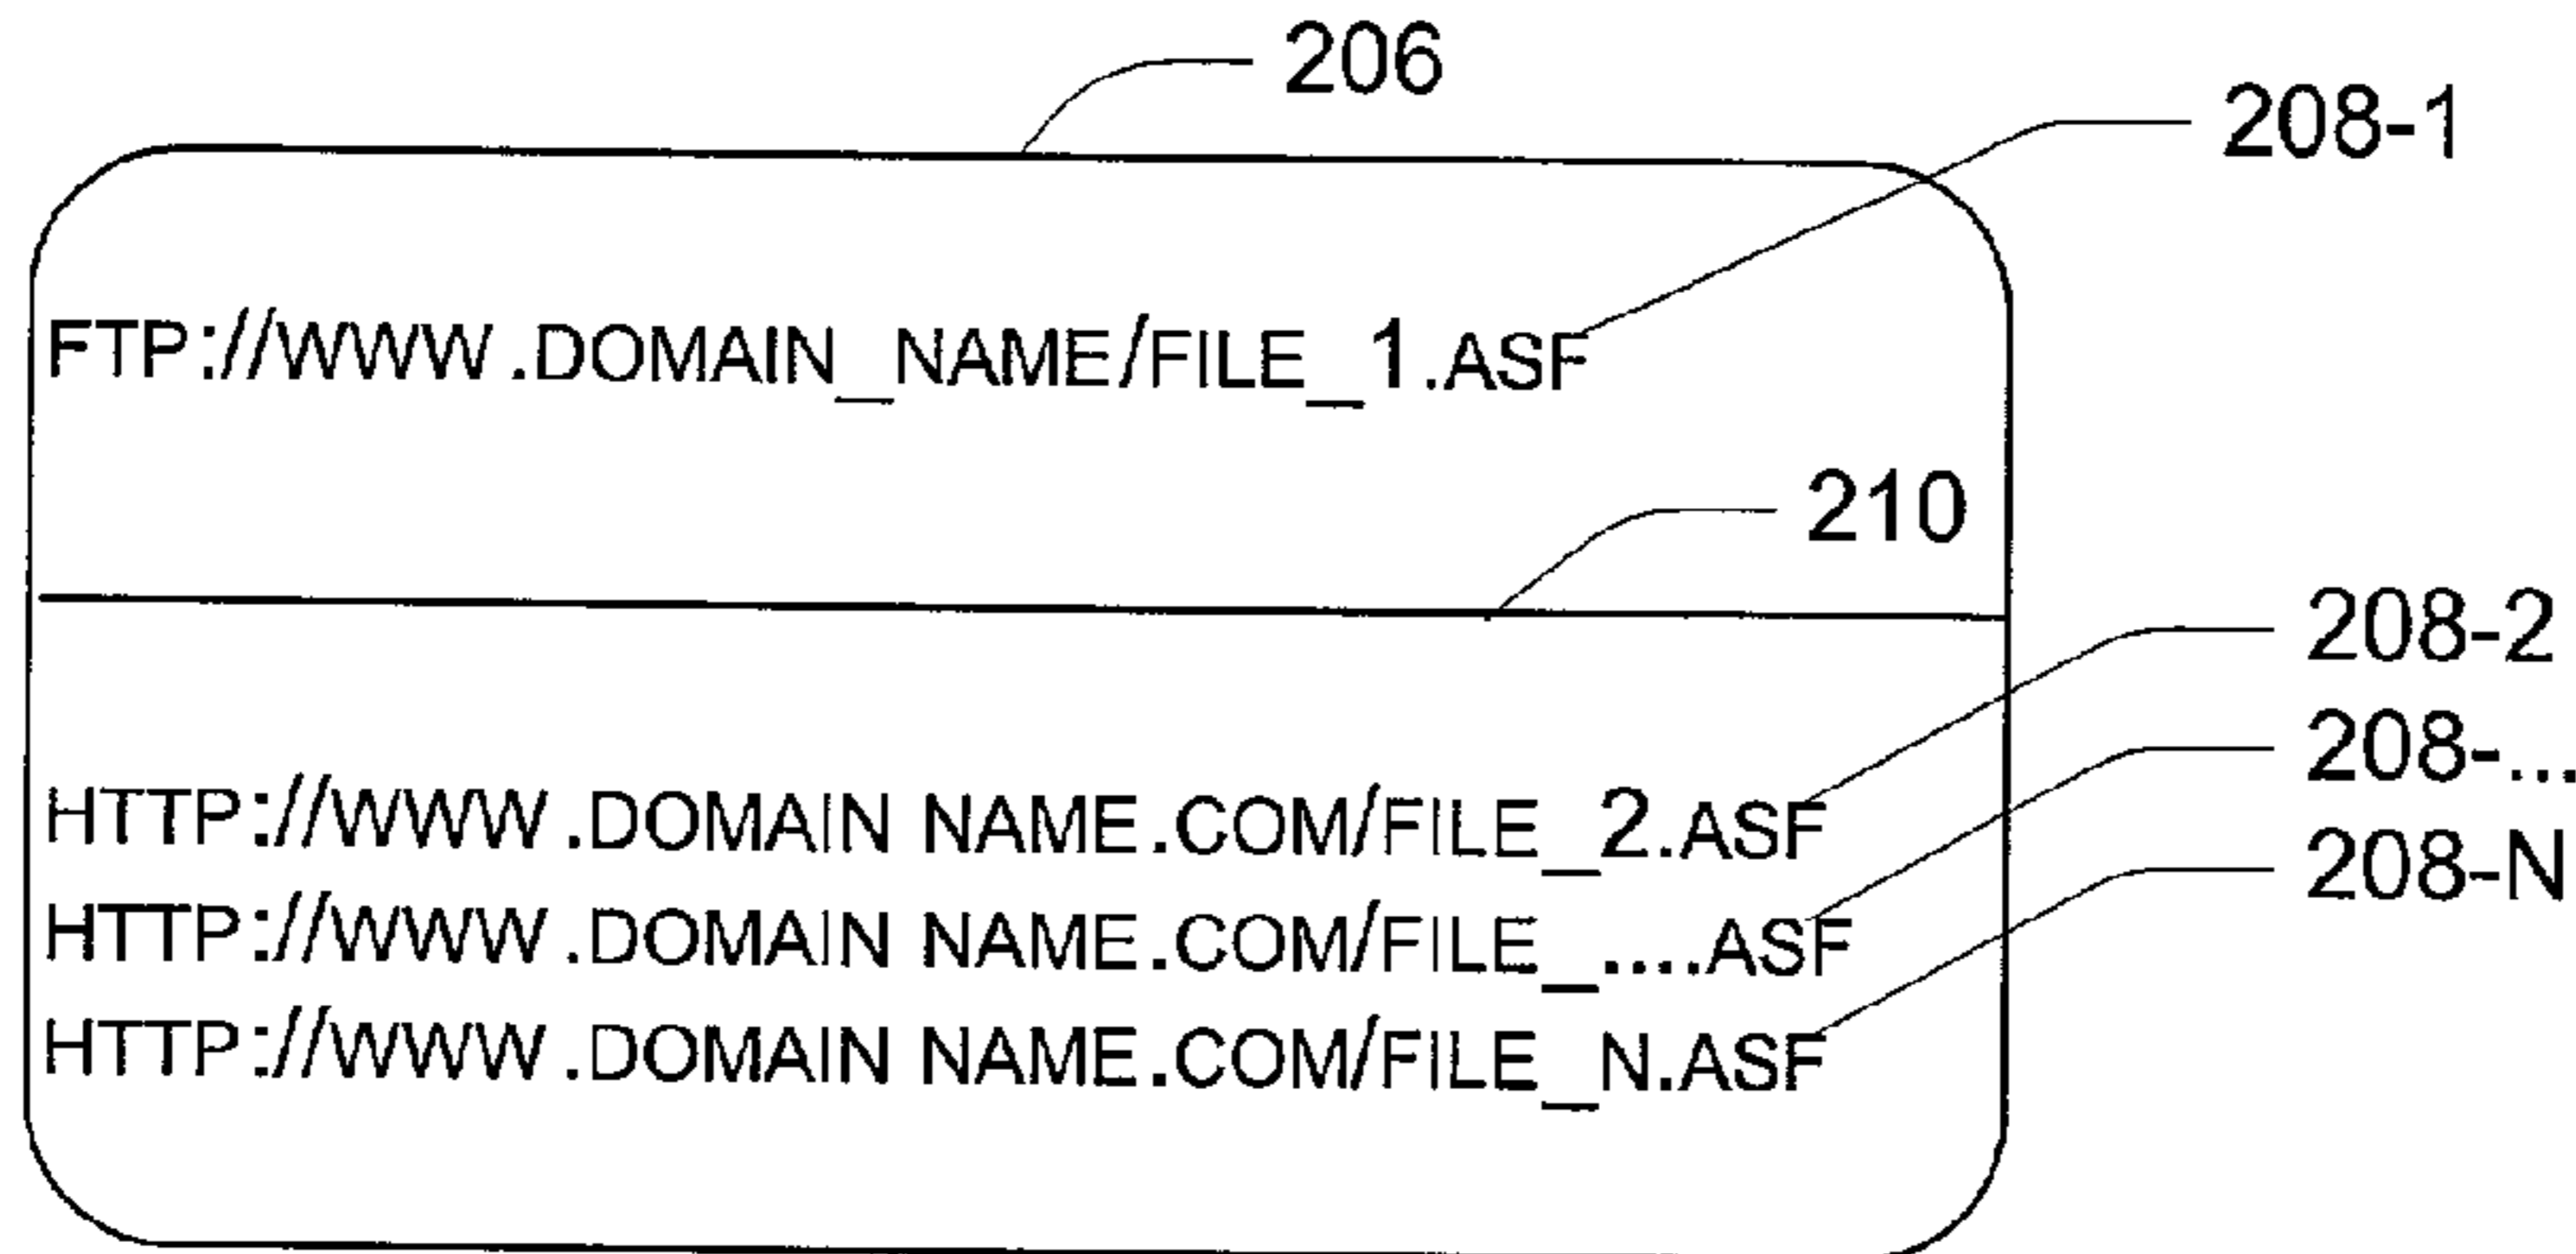 206
208-1
FTP://WWW.DOMAIN_NAME/FILE_1.ASF
210
208-2
208-...
HTTP://WWW.DOMAIN NAME.COM/FILE_2.ASF
208-N
HTTP://WWW.DOMAIN NAME.COM/FILE_....ASF
HTTP://WWW.DOMAIN NAME.COM/FILE_N.ASF